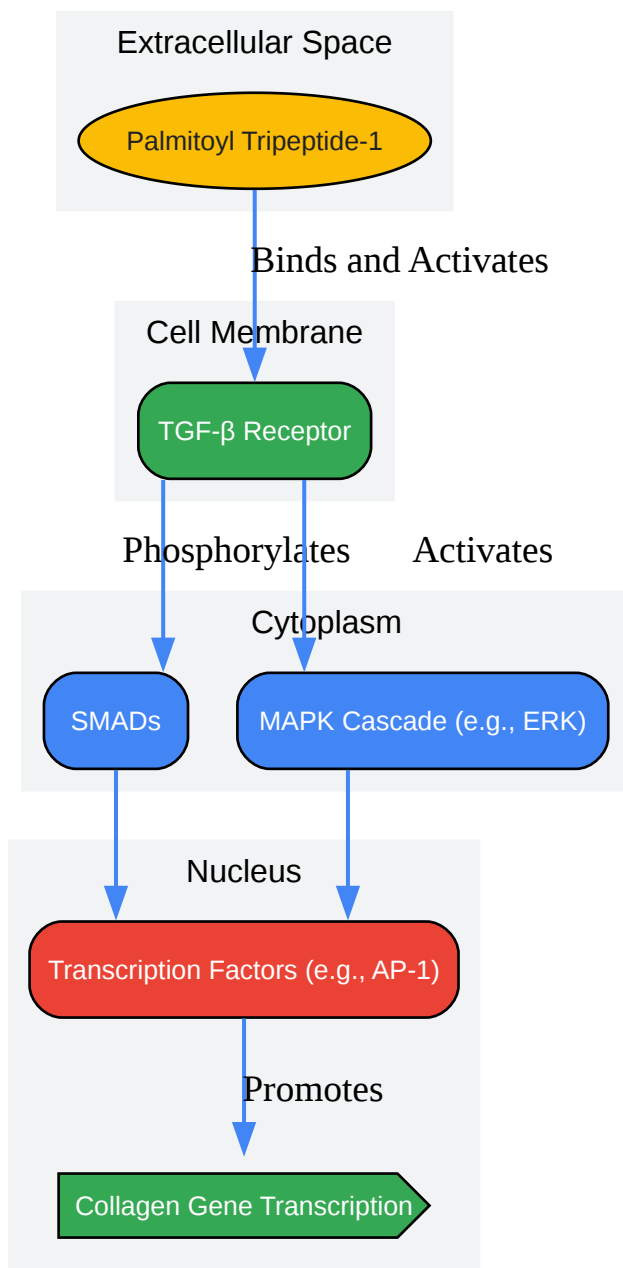 Extracellular Space
Palmitoyl Tripeptide-1
Binds and Activates
Cell Membrane
TGF-β Receptor
Phosphorylates
Activates
Cytoplasm
SMADs
MAPK Cascade (e.g., ERK)
Nucleus
Transcription Factors (e.g., AP-1)
Promotes
Collagen Gene Transcription